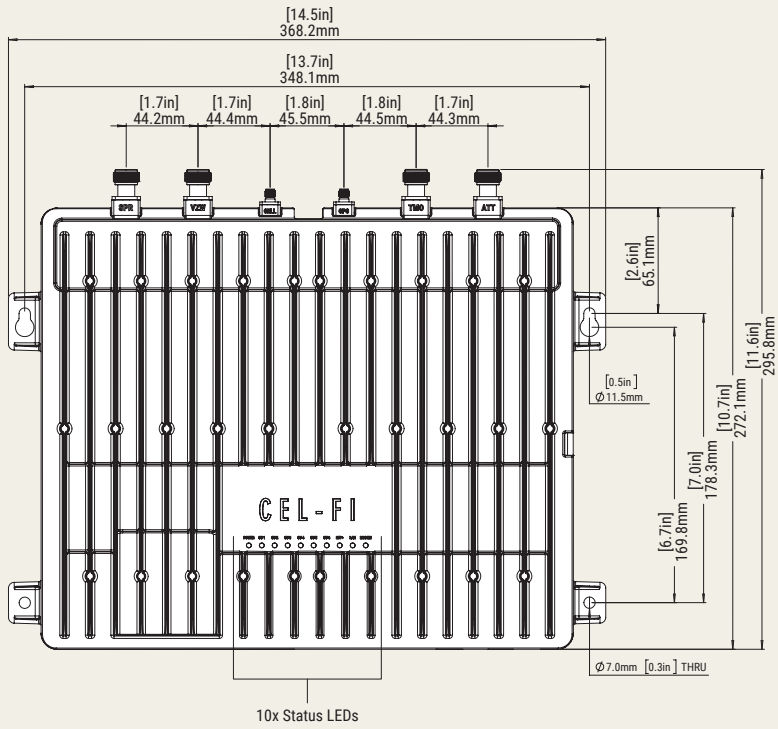 [14.5in]
368.2mm
[13.7in]
348.1mm
[1.7in] [1.7in] [1.8in] [1.8in] [1.7in]
44.2mm 44.4mm 45.5mm 44.5mm 44.3mm
SPR VZW CELL GPS TMO ATT
[2.6in]
65.1mm
[11.6in]
295.8mm
[0.5in]
Ø11.5mm
[10.7in]
272.1mm
[7.0in]
178.3mm
[6.7in]
169.8mm
CEL-FI
Ø7.0mm [0.3in] THRU
10x Status LEDs